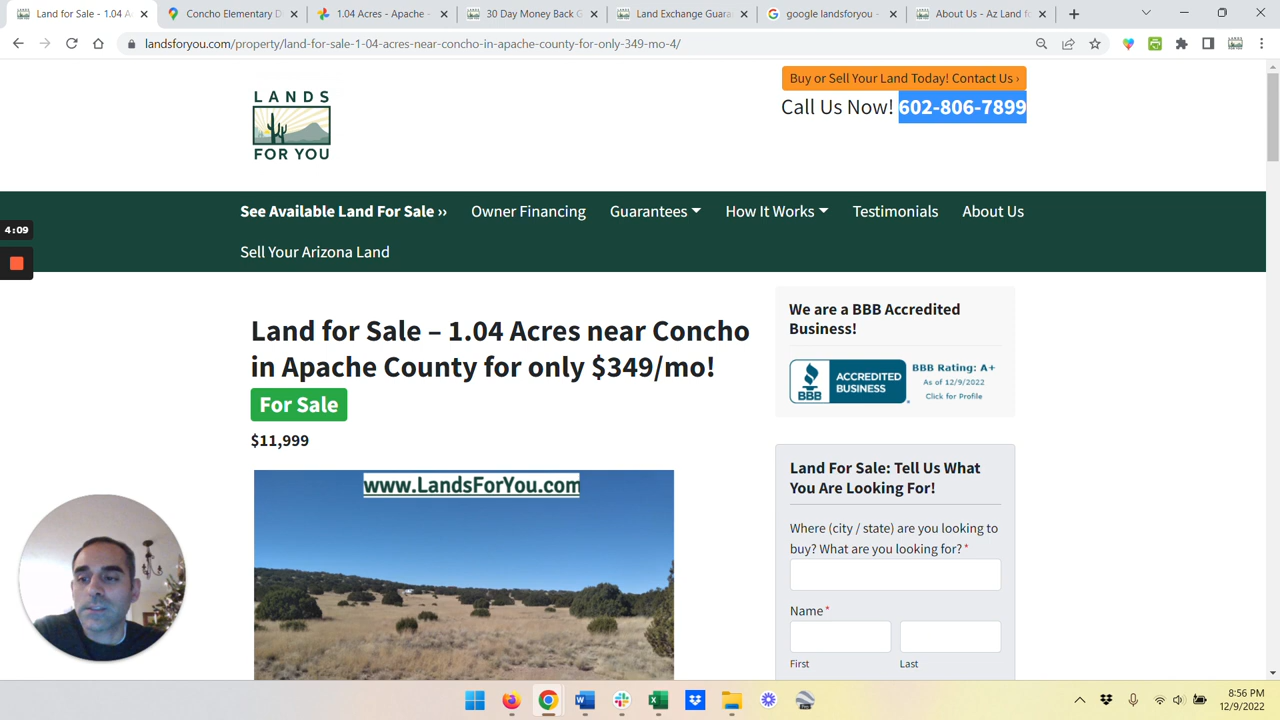 Land for Sale - 1.04 A
Concho Elementary D
1.04 Acres - Apache -
30 Day Money Back G
Land Exchange Guara
google landsforyou.
About Us - Az Land fo
landsforyou.com/property/land-for-sale-1-04-acres-near-concho-in-apache-county-for-only-349-mo-4/
LANDS
FOR YOU
Buy or Sell Your Land Today! Contact Us ›
Call Us Now! 602-806-7899
See Available Land For Sale ››
Owner Financing
Guarantees
How It Works
Testimonials
About Us
Sell Your Arizona Land
4:09
Land for Sale – 1.04 Acres near Concho
in Apache County for only $349/mo!
For Sale
$11,999
www.LandsForYou.com
We are a BBB Accredited
Business!
BBB
ACCREDITED
BUSINESS
BBB Rating: A+
As of 12/9/2022
Click for Profile
Land For Sale: Tell Us What
You Are Looking For!
Where (city / state) are you looking to
buy? What are you looking for? *
Name *
First
Last
8:56 PM
12/9/2022